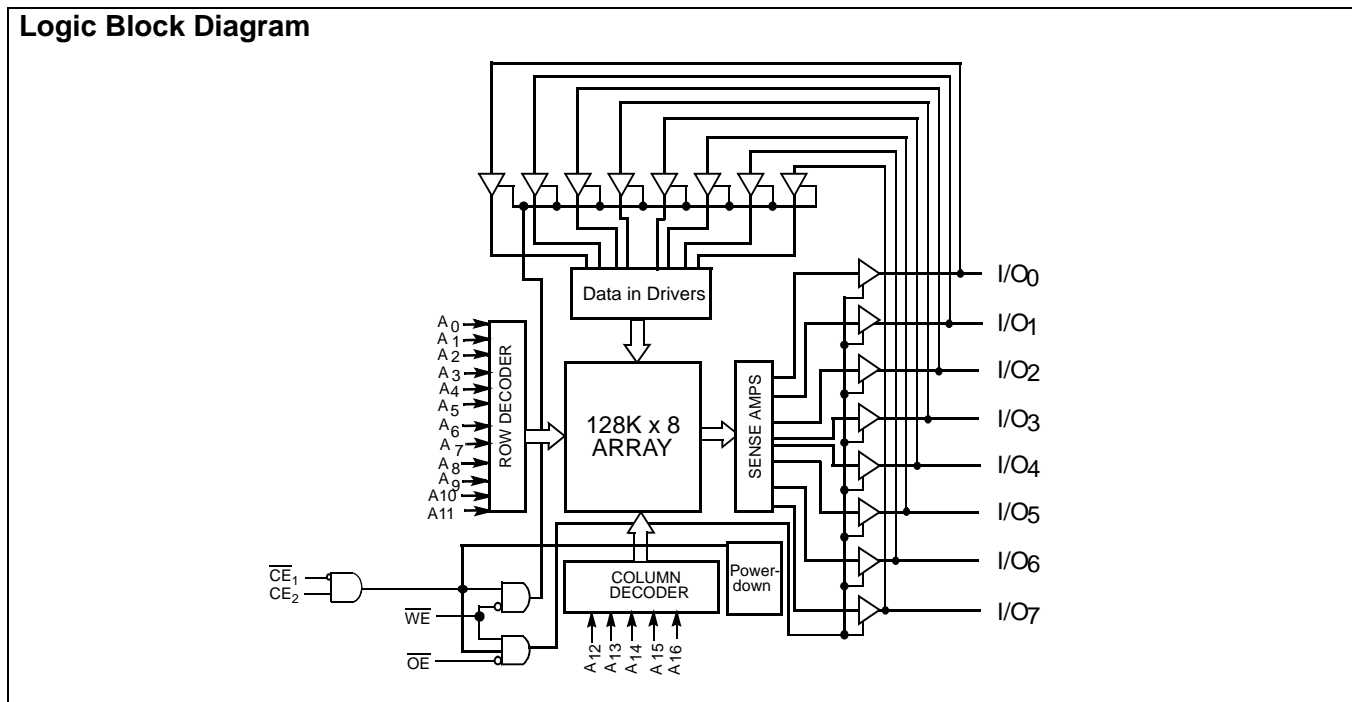 Logic Block Diagram
Data in Drivers
I/O0
I/O1
I/O2
I/O3
I/O4
I/O5
I/O6
I/O7
A0
A1
A2
A3
A4
A5
A6
A7
A8
A9
A10
A11
ROW DECODER
128K x 8
ARRAY
SENSE AMPS
CE1
CE2
WE
OE
COLUMN
DECODER
Power-
down
A12
A13
A14
A15
A16